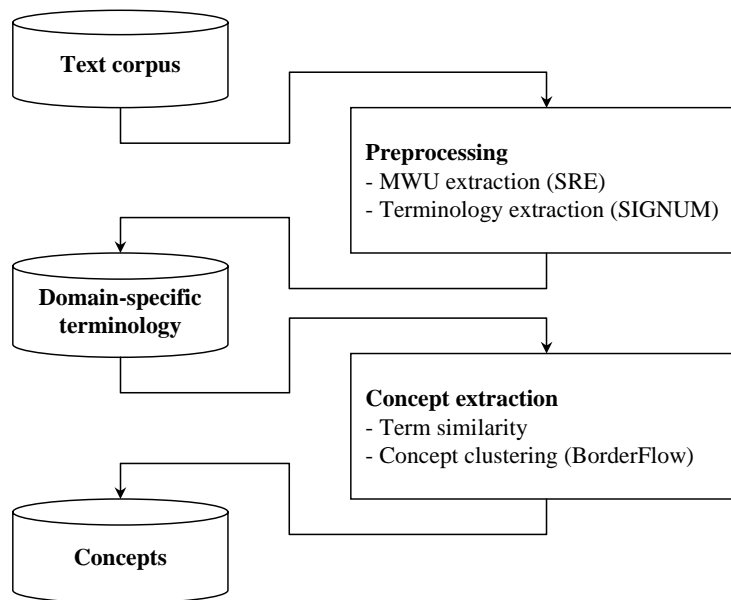 Text corpus
Preprocessing
- MWU extraction (SRE)
- Terminology extraction (SIGNUM)
Domain-specific
terminology
Concept extraction
- Term similarity
- Concept clustering (BorderFlow)
Concepts